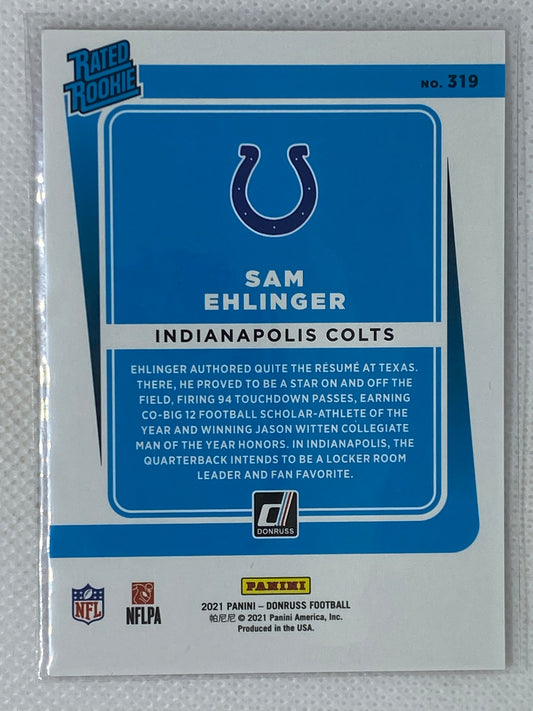 RATED
ROOKIE
NO. 319
SAM
EHLINGER
INDIANAPOLIS COLTS
EHLINGER AUTHORED QUITE THE RÉSUMÉ AT TEXAS.
THERE, HE PROVED TO BE A STAR ON AND OFF THE
FIELD, FIRING 94 TOUCHDOWN PASSES, EARNING
CO-BIG 12 FOOTBALL SCHOLAR-ATHLETE OF THE
YEAR AND WINNING JASON WITTEN COLLEGIATE
MAN OF THE YEAR HONORS. IN INDIANAPOLIS, THE
QUARTERBACK INTENDS TO BE A LOCKER ROOM
LEADER AND FAN FAVORITE.
DONRUSS
NFL
NFLPA
PANINI
2021 PANINI – DONRUSS FOOTBALL
帕尼尼 © 2021 Panini America, Inc.
Produced in the USA.